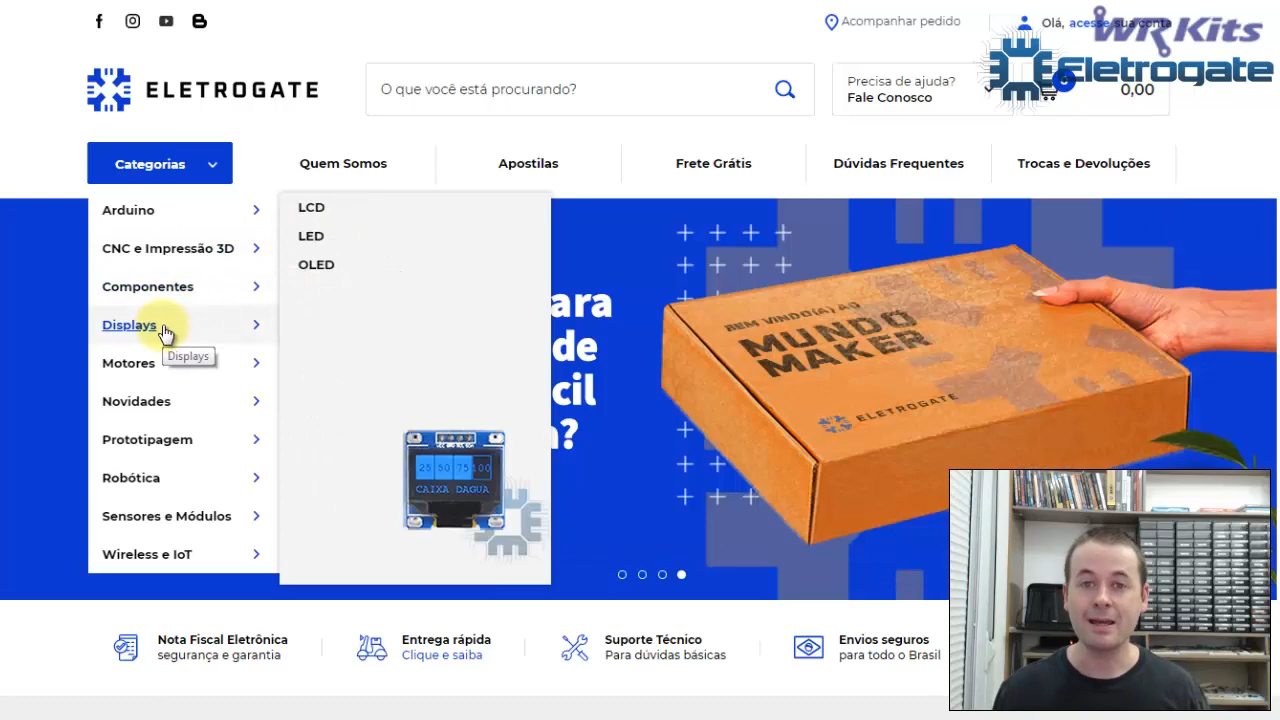 Acompanhar pedido
Olá, acesse sua conta
WR Kits
Eletrogate
ELETROGATE
O que você está procurando?
Precisa de ajuda?
Fale Conosco
0,00
Categorias
Quem Somos
Apostilas
Frete Grátis
Dúvidas Frequentes
Trocas e Devoluções
Arduino
CNC e Impressão 3D
Componentes
Displays
Displays
Motores
Novidades
Prototipagem
Robótica
Sensores e Módulos
Wireless e IoT
LCD
LED
OLED
25 50 75 100
CAIXA DAGUA
ara
de
cil
a?
BEM VINDO(A) AO
MUNDO
MAKER
ELETROGATE
Nota Fiscal Eletrônica
segurança e garantia
Entrega rápida
Clique e saiba
Suporte Técnico
Para dúvidas básicas
Envios seguros
para todo o Brasil